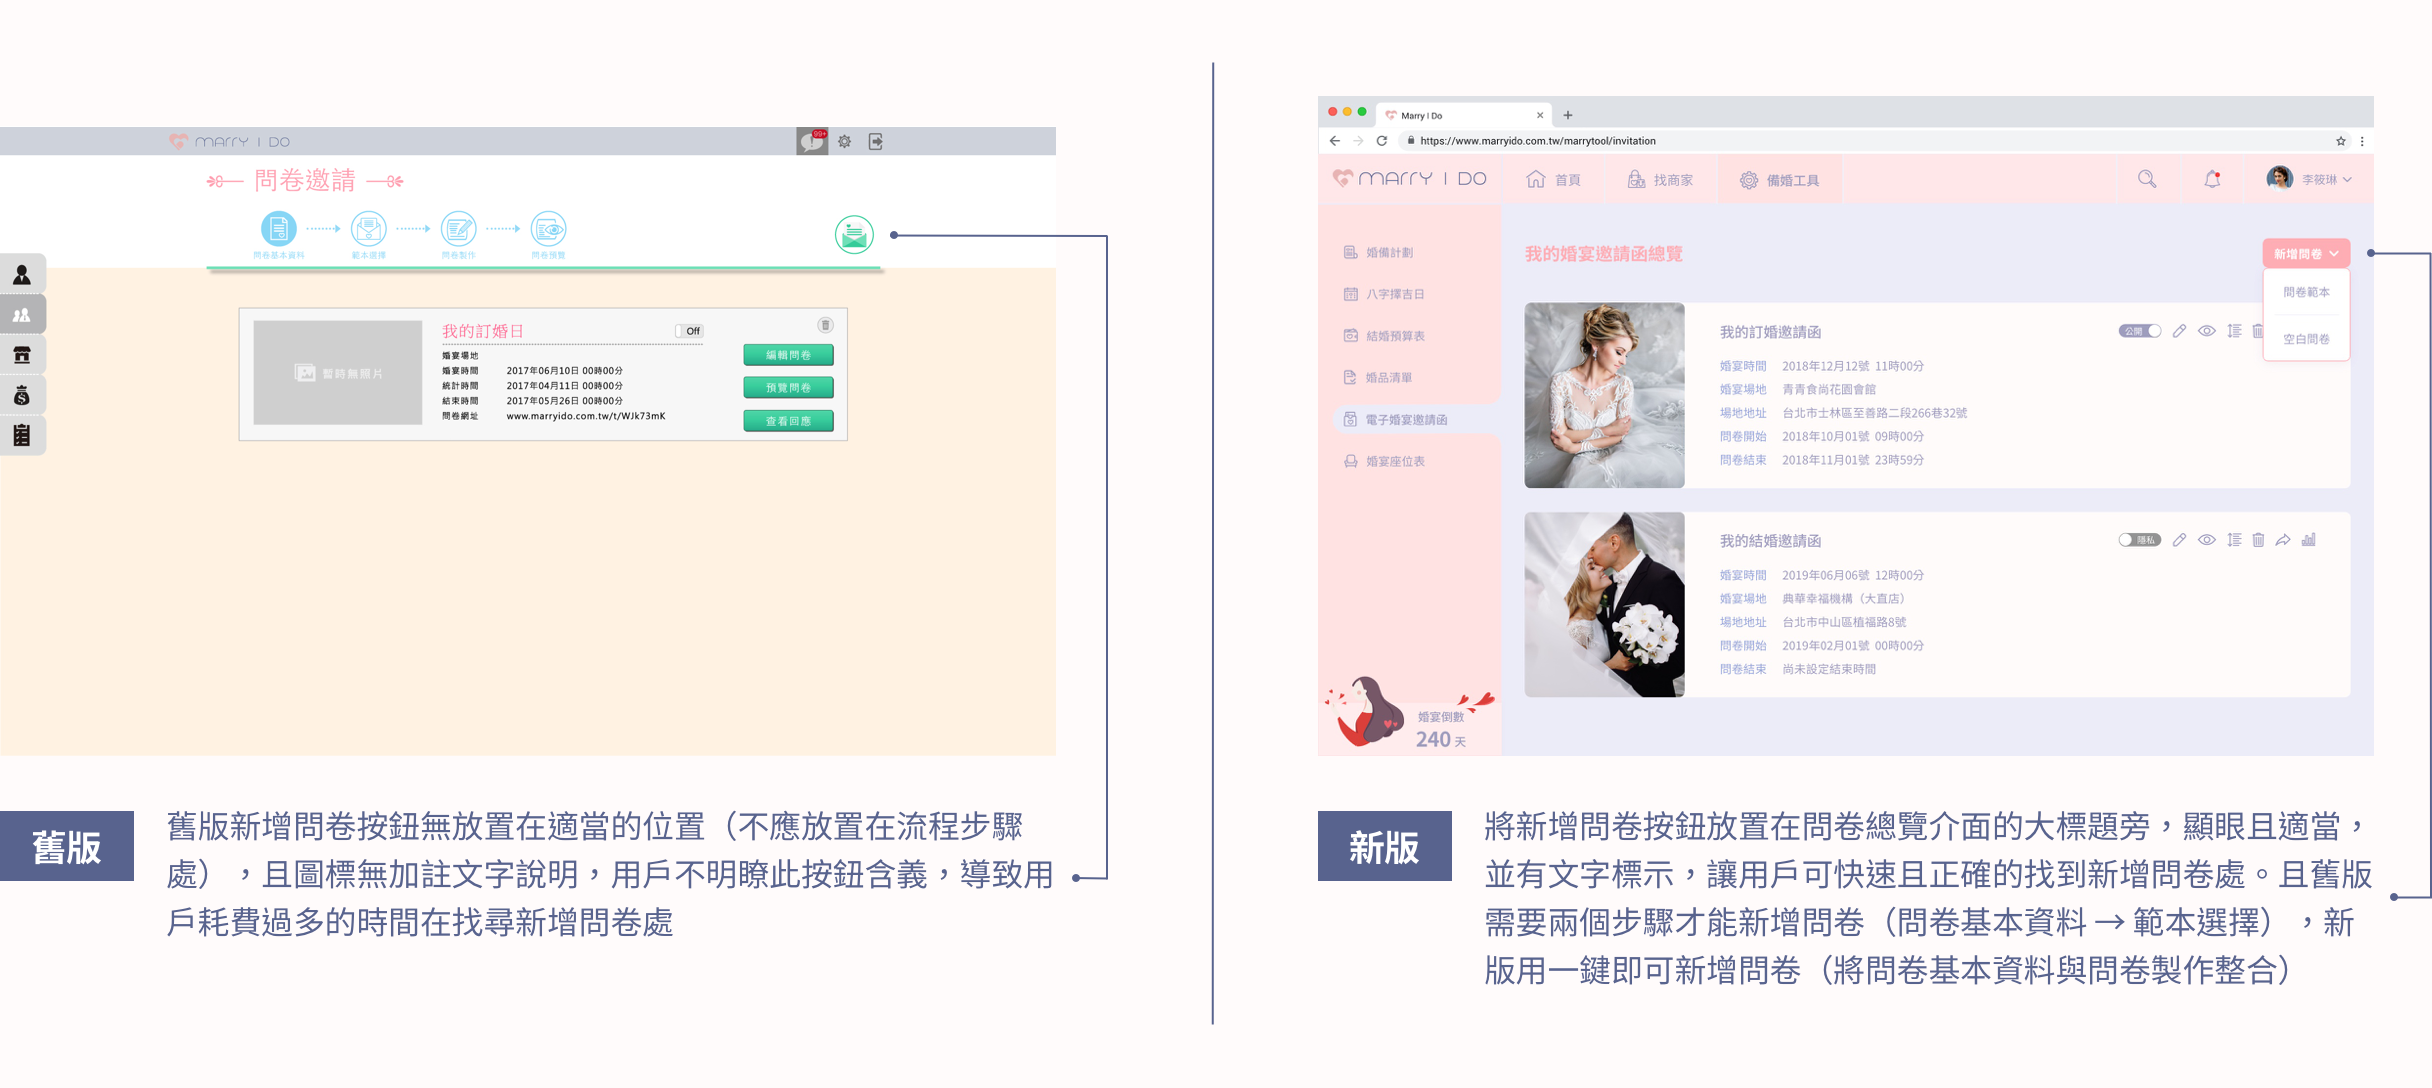 MARRY I DO
99+
問卷邀請
問卷基本資料
範本選擇
問卷製作
問卷預覽
暫時無照片
我的訂婚日
Off
婚宴場地
婚宴時間 2017年06月10日 00時00分
統計時間 2017年04月11日 00時00分
結束時間 2017年05月26日 00時00分
問卷網址 www.marryido.com.tw/t/WJk73mK
編輯問卷
預覽問卷
查看回應
舊版
舊版新增問卷按鈕無放置在適當的位置（不應放置在流程步驟
處），且圖標無加註文字說明，用戶不明瞭此按鈕含義，導致用
戶耗費過多的時間在找尋新增問卷處
Marry I Do
https://www.marryido.com.tw/marrytool/invitation
MARRY I DO
首頁
找商家
備婚工具
李筱琳
婚備計劃
八字擇吉日
結婚預算表
婚品清單
電子婚宴邀請函
婚宴座位表
婚宴倒數
240 天
我的婚宴邀請函總覽
新增問卷
問卷範本
空白問卷
我的訂婚邀請函
公開
婚宴時間 2018年12月12號 11時00分
婚宴場地 青青食尚花園會館
場地地址 台北市士林區至善路二段266巷32號
問卷開始 2018年10月01號 09時00分
問卷結束 2018年11月01號 23時59分
我的結婚邀請函
隱私
婚宴時間 2019年06月06號 12時00分
婚宴場地 典華幸福機構（大直店）
場地地址 台北市中山區植福路8號
問卷開始 2019年02月01號 00時00分
問卷結束 尚未設定結束時間
新版
將新增問卷按鈕放置在問卷總覽介面的大標題旁，顯眼且適當，
並有文字標示，讓用戶可快速且正確的找到新增問卷處。且舊版
需要兩個步驟才能新增問卷（問卷基本資料 → 範本選擇），新
版用一鍵即可新增問卷（將問卷基本資料與問卷製作整合）